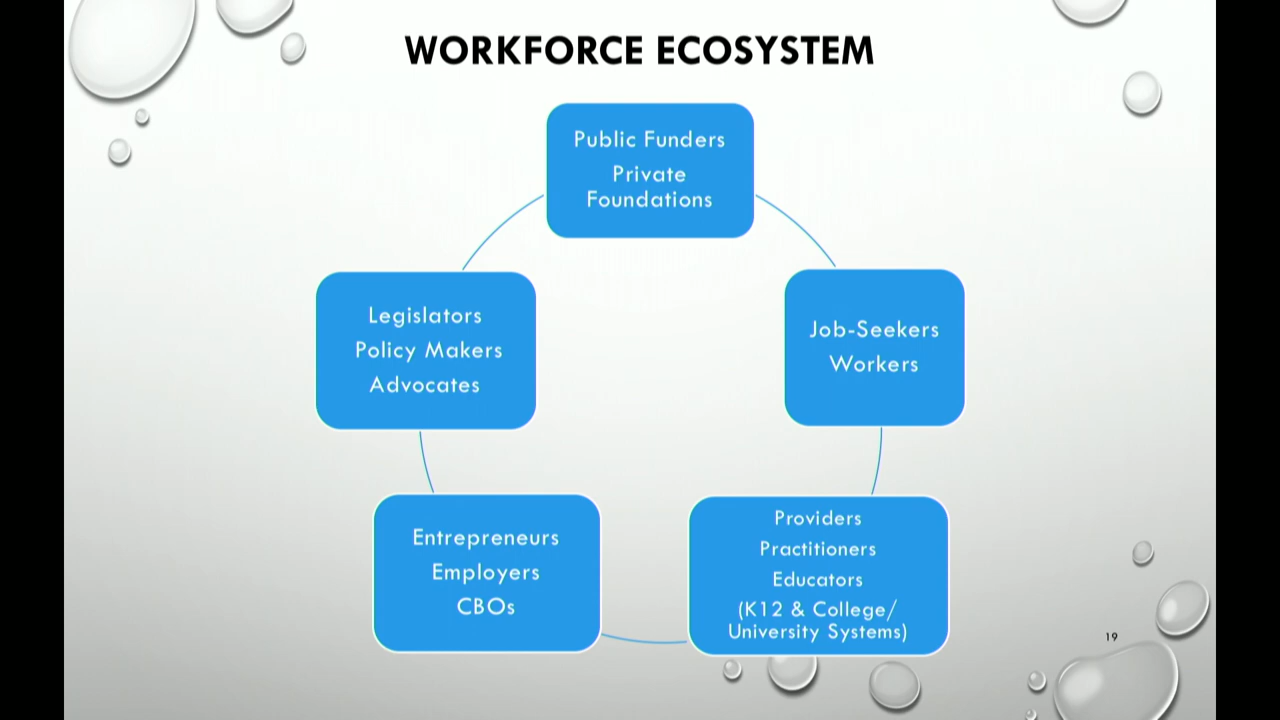 WORKFORCE ECOSYSTEM
Public Funders
Private
Foundations
Legislators
Policy Makers
Advocates
Job-Seekers
Workers
Entrepreneurs
Employers
CBOs
Providers
Practitioners
Educators
(K12 & College/
University Systems)
19